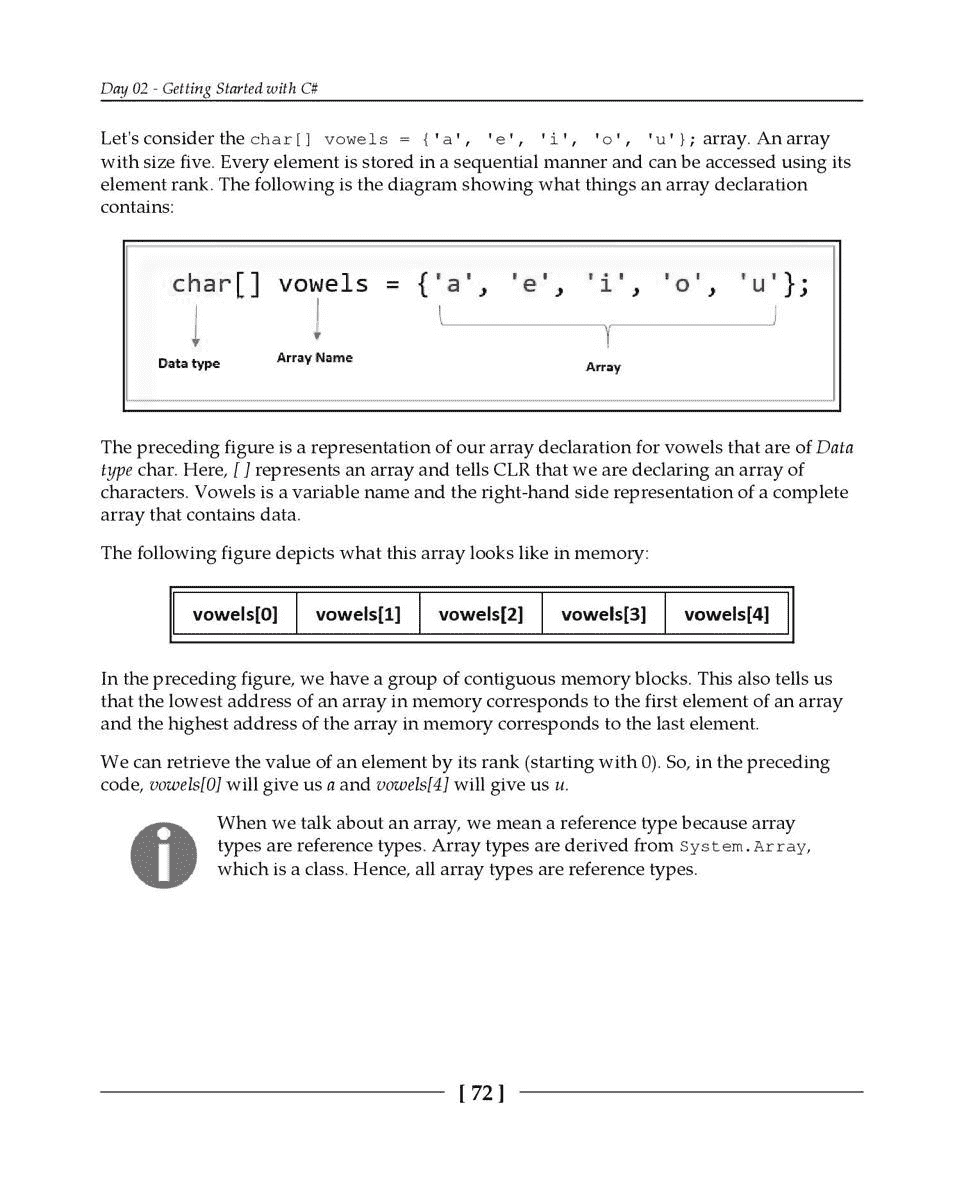 Day 02 - Getting Started with C#
Let's consider the char[] vowels = {'a', 'e', 'i', 'o', 'u'}; array. An array
with size five. Every element is stored in a sequential manner and can be accessed using its
element rank. The following is the diagram showing what things an array declaration
contains:
char[] vowels = {'a', 'e', 'i', 'o', 'u'};
Data type
Array Name
Array
The preceding figure is a representation of our array declaration for vowels that are of Data
type char. Here, [ ] represents an array and tells CLR that we are declaring an array of
characters. Vowels is a variable name and the right-hand side representation of a complete
array that contains data.
The following figure depicts what this array looks like in memory:
vowels[0] vowels[1] vowels[2] vowels[3] vowels[4]
In the preceding figure, we have a group of contiguous memory blocks. This also tells us
that the lowest address of an array in memory corresponds to the first element of an array
and the highest address of the array in memory corresponds to the last element.
We can retrieve the value of an element by its rank (starting with 0). So, in the preceding
code, vowels[0] will give us a and vowels[4] will give us u.
When we talk about an array, we mean a reference type because array
types are reference types. Array types are derived from System.Array,
which is a class. Hence, all array types are reference types.
[ 72 ]